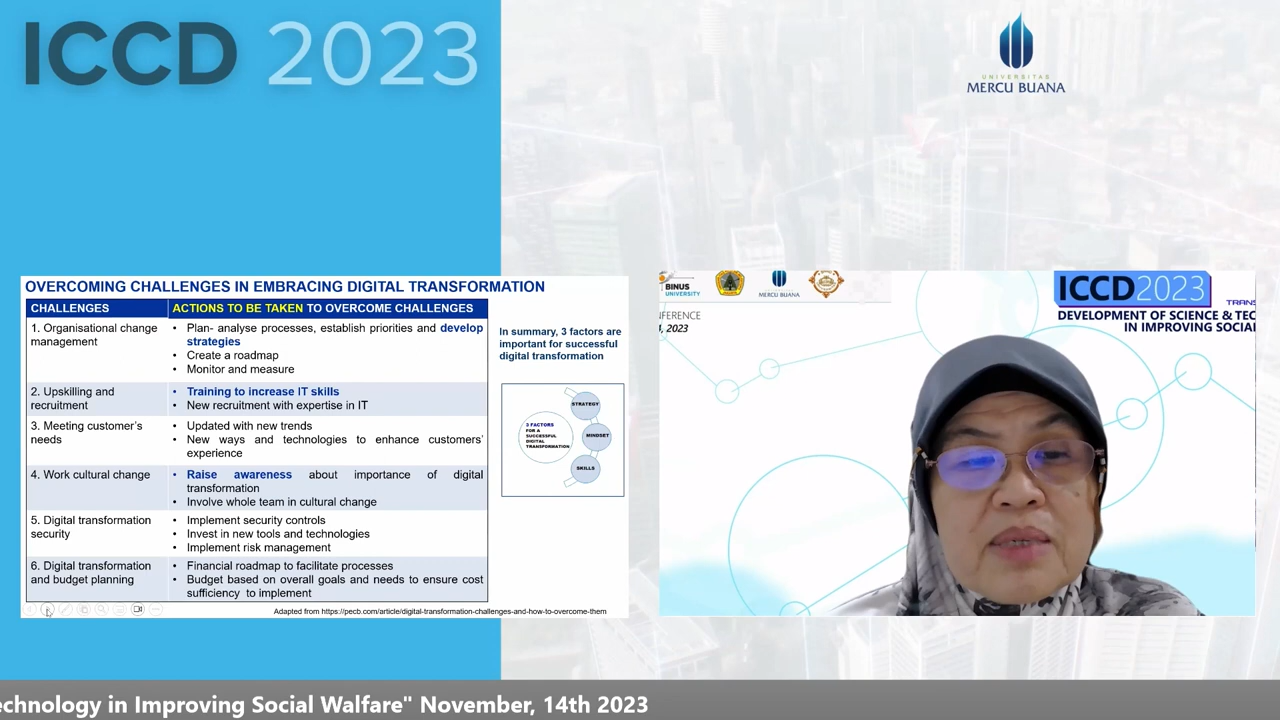 ICCD 2023
UNIVERSITAS
MERCU BUANA
OVERCOMING CHALLENGES IN EMBRACING DIGITAL TRANSFORMATION
CHALLENGES
ACTIONS TO BE TAKEN TO OVERCOME CHALLENGES
1. Organisational change
management
• Plan- analyse processes, establish priorities and develop
strategies
• Create a roadmap
• Monitor and measure
2. Upskilling and
recruitment
• Training to increase IT skills
• New recruitment with expertise in IT
3. Meeting customer's
needs
• Updated with new trends
• New ways and technologies to enhance customers'
experience
4. Work cultural change
• Raise awareness about importance of digital
transformation
• Involve whole team in cultural change
5. Digital transformation
security
• Implement security controls
• Invest in new tools and technologies
• Implement risk management
6. Digital transformation
and budget planning
• Financial roadmap to facilitate processes
• Budget based on overall goals and needs to ensure cost
sufficiency to implement
Adapted from https://pecb.com/article/digital-transformation-challenges-and-how-to-overcome-them
In summary, 3 factors are
important for successful
digital transformation
3 FACTORS
FOR A
SUCCESSFUL
DIGITAL
TRANSFORMATION
STRATEGY
MINDSET
SKILLS
BINUS
UNIVERSITY
MERCU BUANA
NFERENCE
, 2023
ICCD2023
TRANS
DEVELOPMENT OF SCIENCE & TEC
IN IMPROVING SOCIAL
echnology in Improving Social Walfare" November, 14th 2023